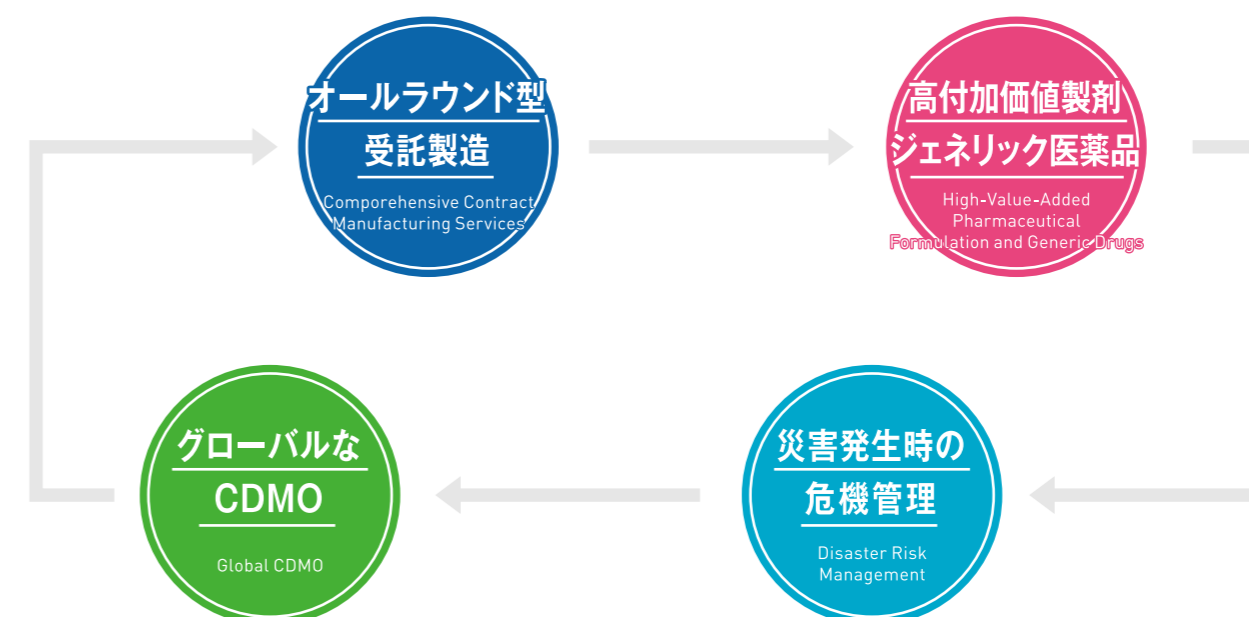 オールラウンド型
受託製造
Comporehensive Contract
Manufacturing Services
高付加価値製剤
ジェネリック医薬品
High-Value-Added
Pharmaceutical
Formulation and Generic Drugs
グローバルな
CDMO
Global CDMO
災害発生時の
危機管理
Disaster Risk
Management